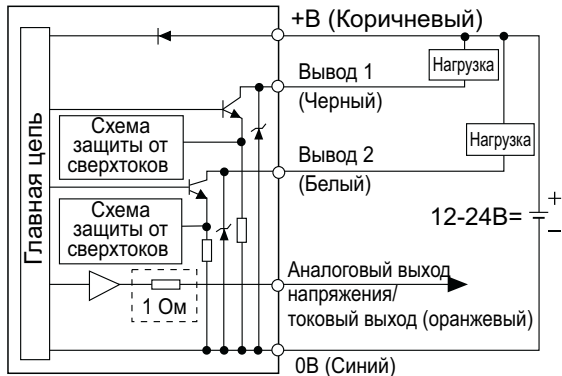 +В (Коричневый)
Нагрузка
Вывод 1
(Черный)
Схема
защиты от
сверхтоков
Нагрузка
Вывод 2
(Белый)
Главная цепь
Схема
защиты от
сверхтоков
12-24В=
+
−
Аналоговый выход
напряжения/
токовый выход (оранжевый)
1 Ом
0В (Синий)